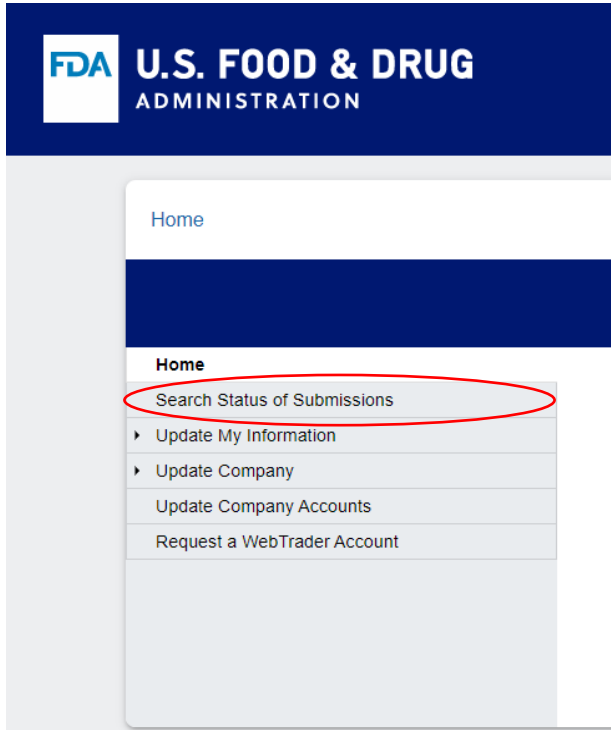 FDA
U.S. FOOD & DRUG
ADMINISTRATION
Home
Home
Search Status of Submissions
Update My Information
Update Company
Update Company Accounts
Request a WebTrader Account